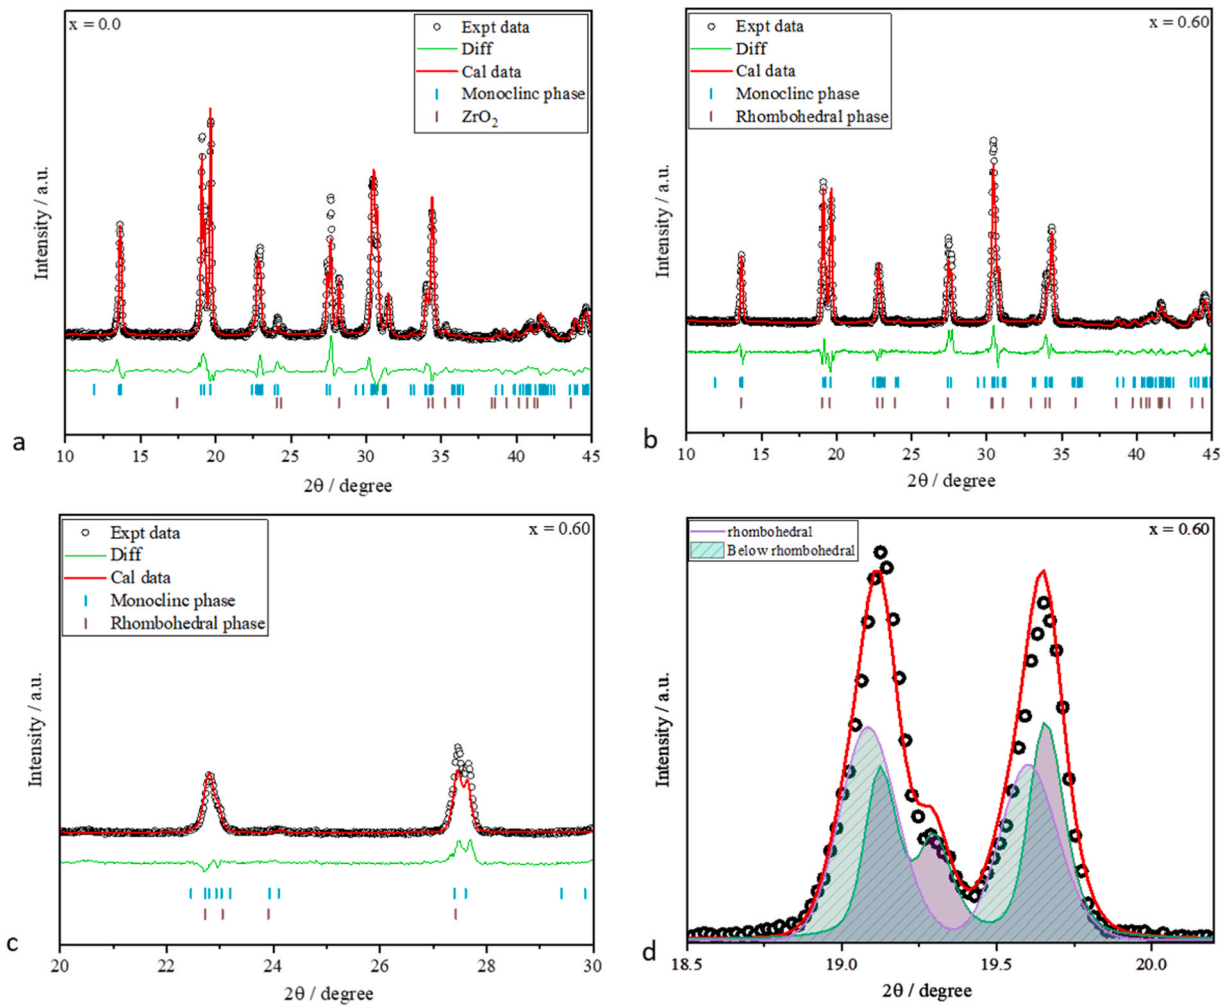 x = 0.0
Expt data
Diff
Cal data
Monoclinc phase
ZrO₂
Intensity / a.u.
a
10 15 20 25 30 35 40 45
2θ / degree
x = 0.60
Expt data
Diff
Cal data
Monoclinc phase
Rhombohedral phase
Intensity / a.u.
b
10 15 20 25 30 35 40 45
2θ / degree
x = 0.60
Expt data
Diff
Cal data
Monoclinc phase
Rhombohedral phase
Intensity / a.u.
c
20 22 24 26 28 30
2θ / degree
x = 0.60
rhombohedral
Below rhombohedral
Intensity / a.u.
d
18.5 19.0 19.5 20.0
2θ / degree